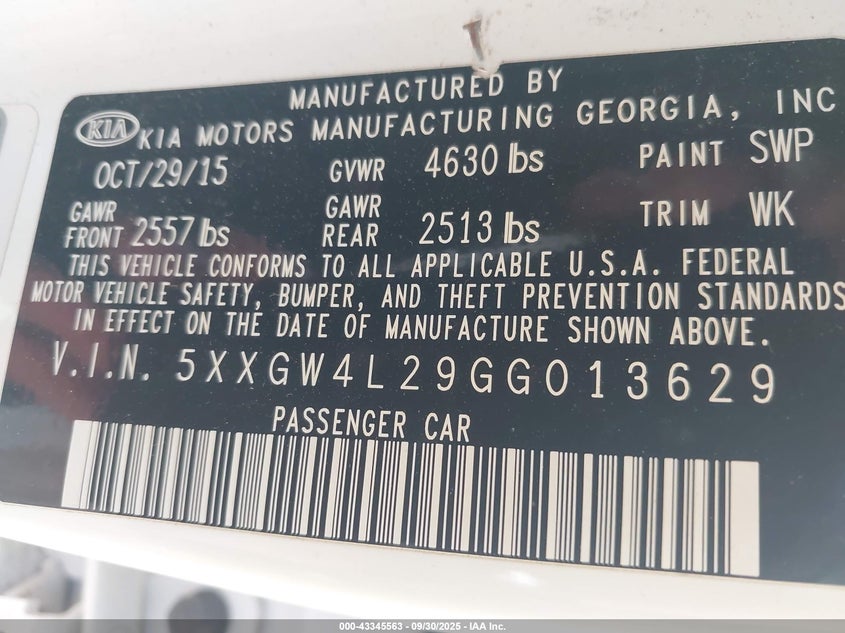 MANUFACTURED BY
KIA KIA MOTORS MANUFACTURING GEORGIA, INC
OCT/29/15 GVWR 4630 lbs PAINT SWP
GAWR FRONT 2557 lbs GAWR REAR 2513 lbs TRIM WK
THIS VEHICLE CONFORMS TO ALL APPLICABLE U.S.A. FEDERAL
MOTOR VEHICLE SAFETY, BUMPER, AND THEFT PREVENTION STANDARDS
IN EFFECT ON THE DATE OF MANUFACTURE SHOWN ABOVE.
V.I.N. 5XXGW4L29GG013629
PASSENGER CAR
000-43345563 - 09/30/2025 - IAA Inc.